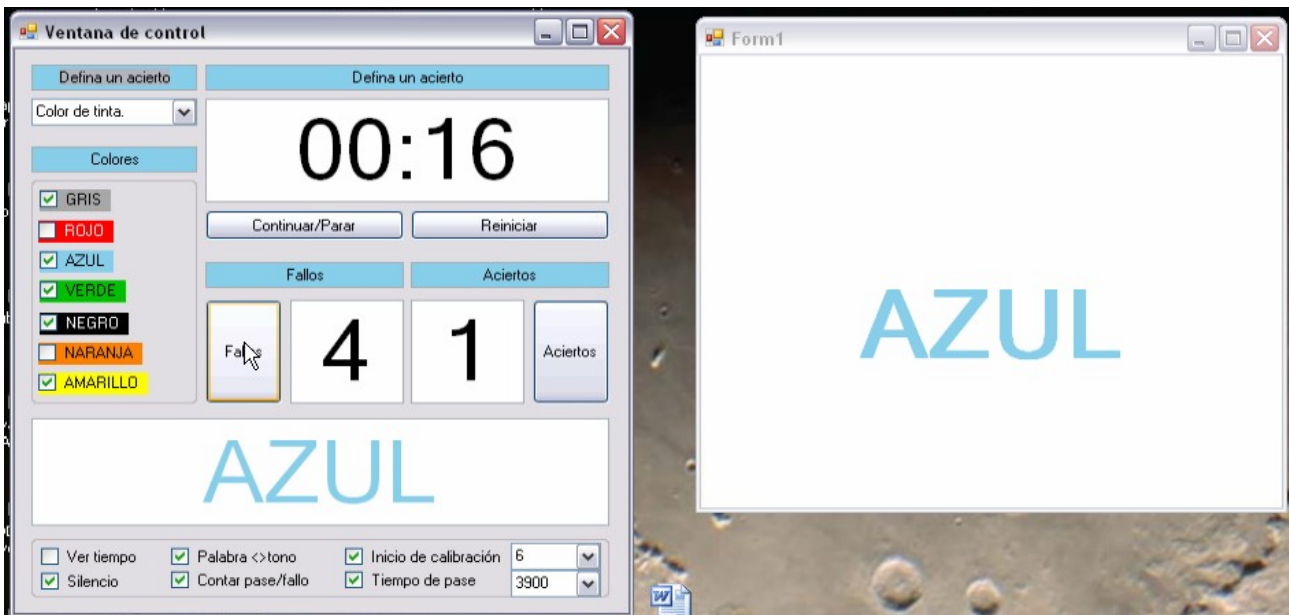 Ventana de control
Defina un acierto
Defina un acierto
Color de tinta.
00:16
Colores
GRIS
ROJO
AZUL
VERDE
NEGRO
NARANJA
AMARILLO
Continuar/Parar
Reiniciar
Fallos
Aciertos
4
1
Aciertos
AZUL
Ver tiempo
Palabra <>tono
Inicio de calibración
6
Silencio
Contar pase/fallo
Tiempo de pase
3900
Form1
AZUL